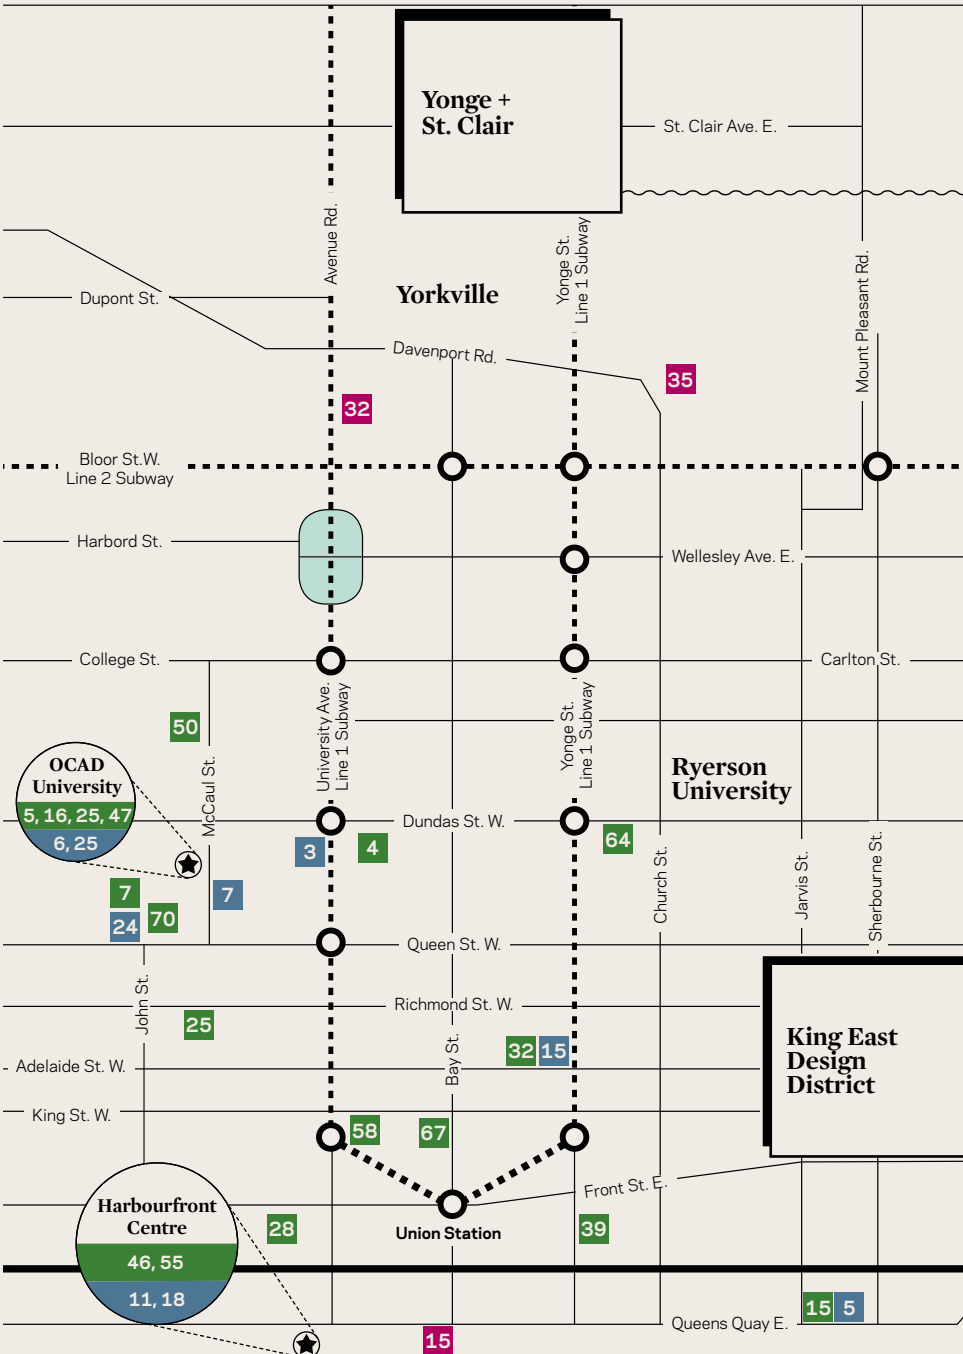 Yonge +
St. Clair
St. Clair Ave. E.
Avenue Rd.
Yonge St.
Line 1 Subway
Mount Pleasant Rd.
Dupont St.
Yorkville
Davenport Rd.
35
32
Bloor St.W.
Line 2 Subway
Harbord St.
Wellesley Ave. E.
College St.
Carlton St.
University Ave.
Line 1 Subway
Yonge St.
Line 1 Subway
50
McCaul St.
OCAD
University
5, 16, 25, 47
6, 25
Ryerson
University
Dundas St. W.
3
4
64
Church St.
Jarvis St.
Sherbourne St.
7
24
70
7
Queen St. W.
John St.
Richmond St. W.
25
Bay St.
32
15
King East
Design
District
Adelaide St. W.
King St. W.
58
67
Front St. E.
Harbourfront
Centre
46, 55
11, 18
28
Union Station
39
15
5
Queens Quay E.
15